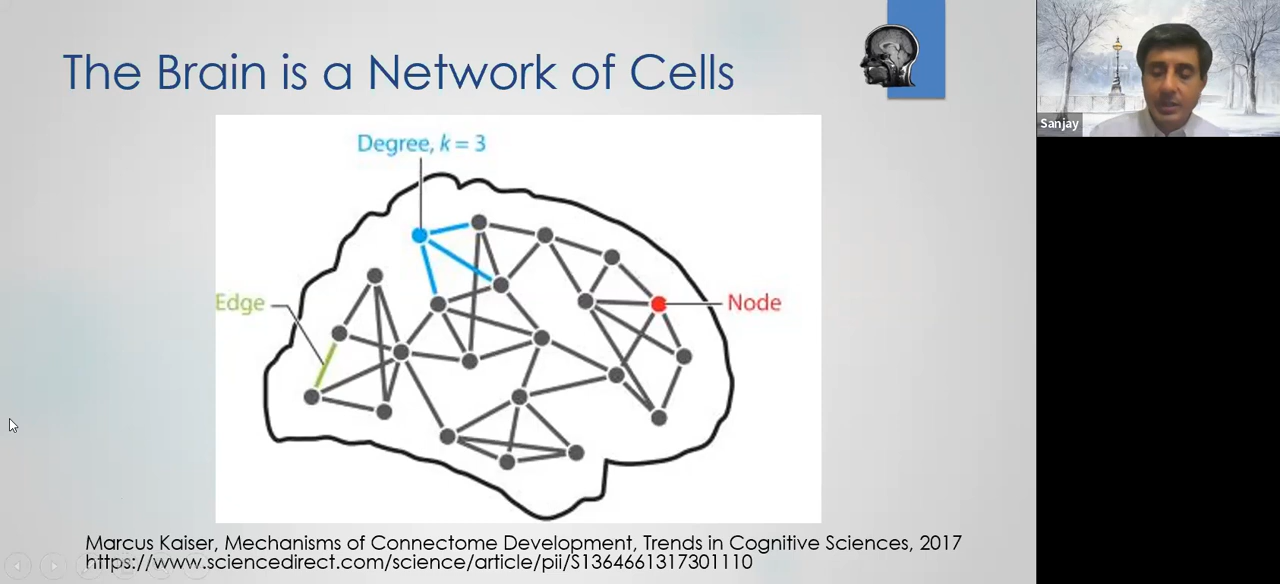 The Brain is a Network of Cells
Sanjay
Degree, k = 3
Edge
Node
Marcus Kaiser, Mechanisms of Connectome Development, Trends in Cognitive Sciences, 2017
https://www.sciencedirect.com/science/article/pii/S1364661317301110